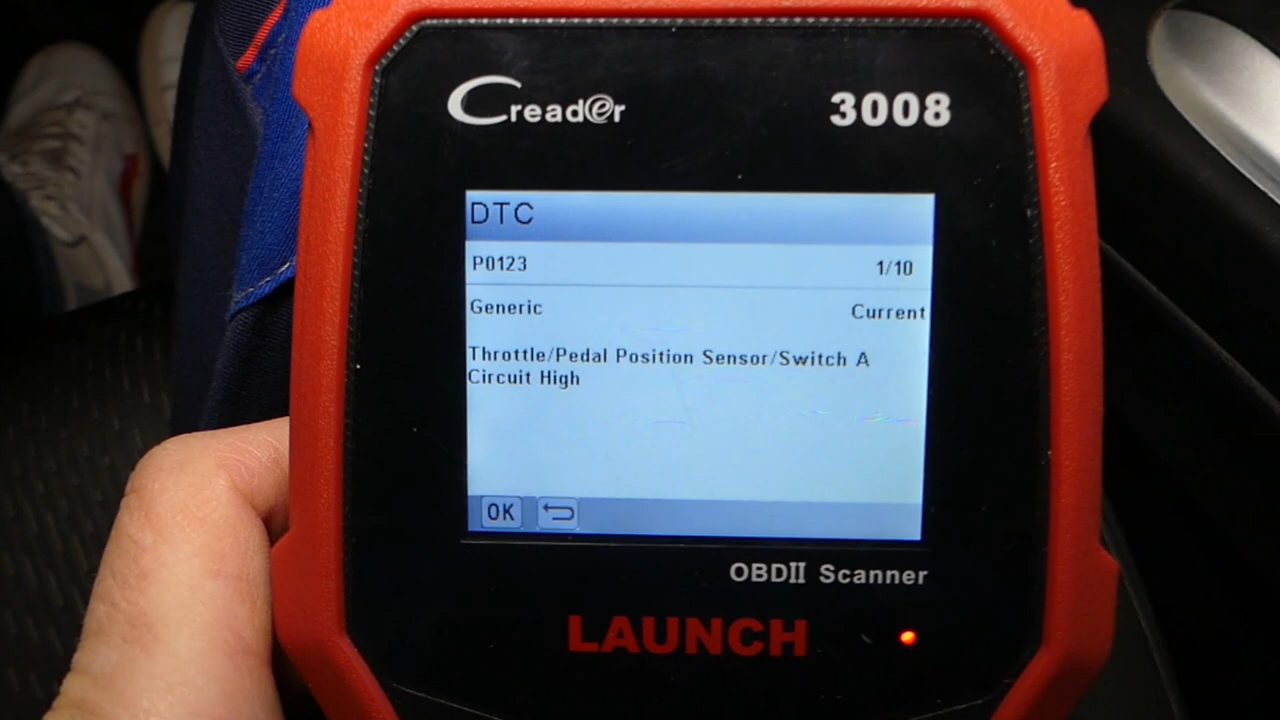 Creader 3008
DTC
P0123 1/10
Generic Current
Throttle/Pedal Position Sensor/Switch A
Circuit High
OK
OBDII Scanner
LAUNCH